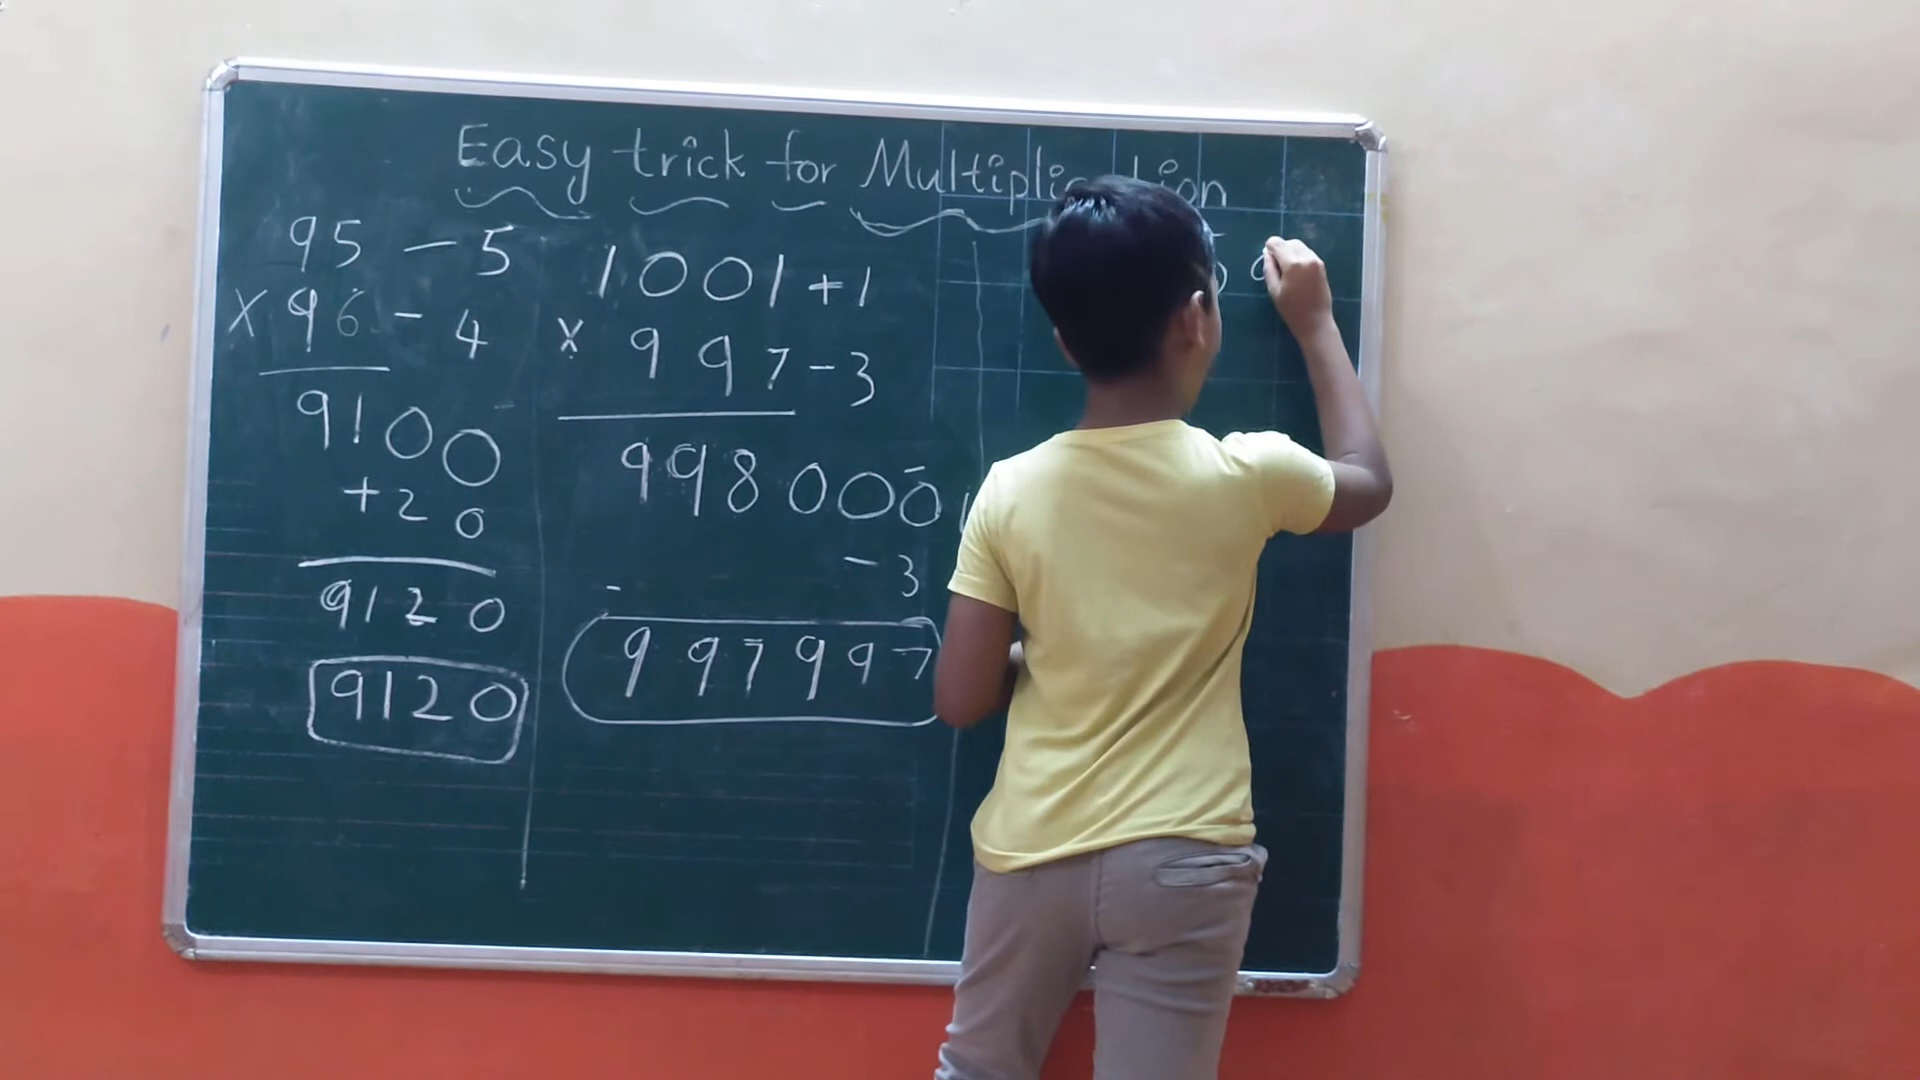 Easy trick for Multiplication
95 - 5
X 96 - 4
9100
+20
9120
9120
1001+1
X 997-3
998000
-3
997997